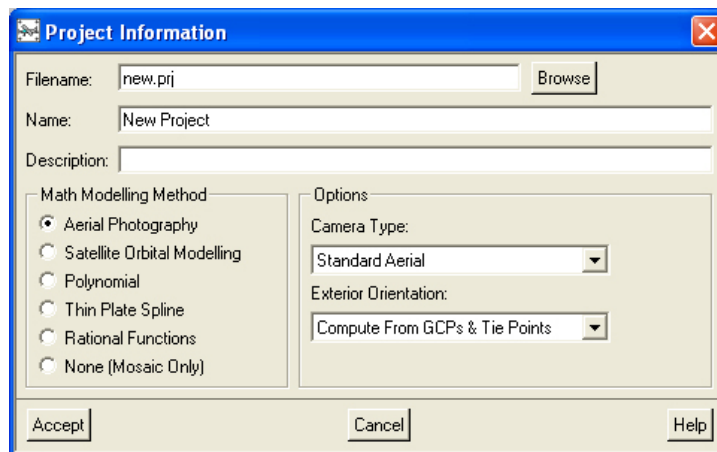 Project Information
Filename: new.prj Browse
Name: New Project
Description:
Math Modelling Method
Aerial Photography
Satellite Orbital Modelling
Polynomial
Thin Plate Spline
Rational Functions
None (Mosaic Only)
Options
Camera Type:
Standard Aerial
Exterior Orientation:
Compute From GCPs & Tie Points
Accept Cancel Help